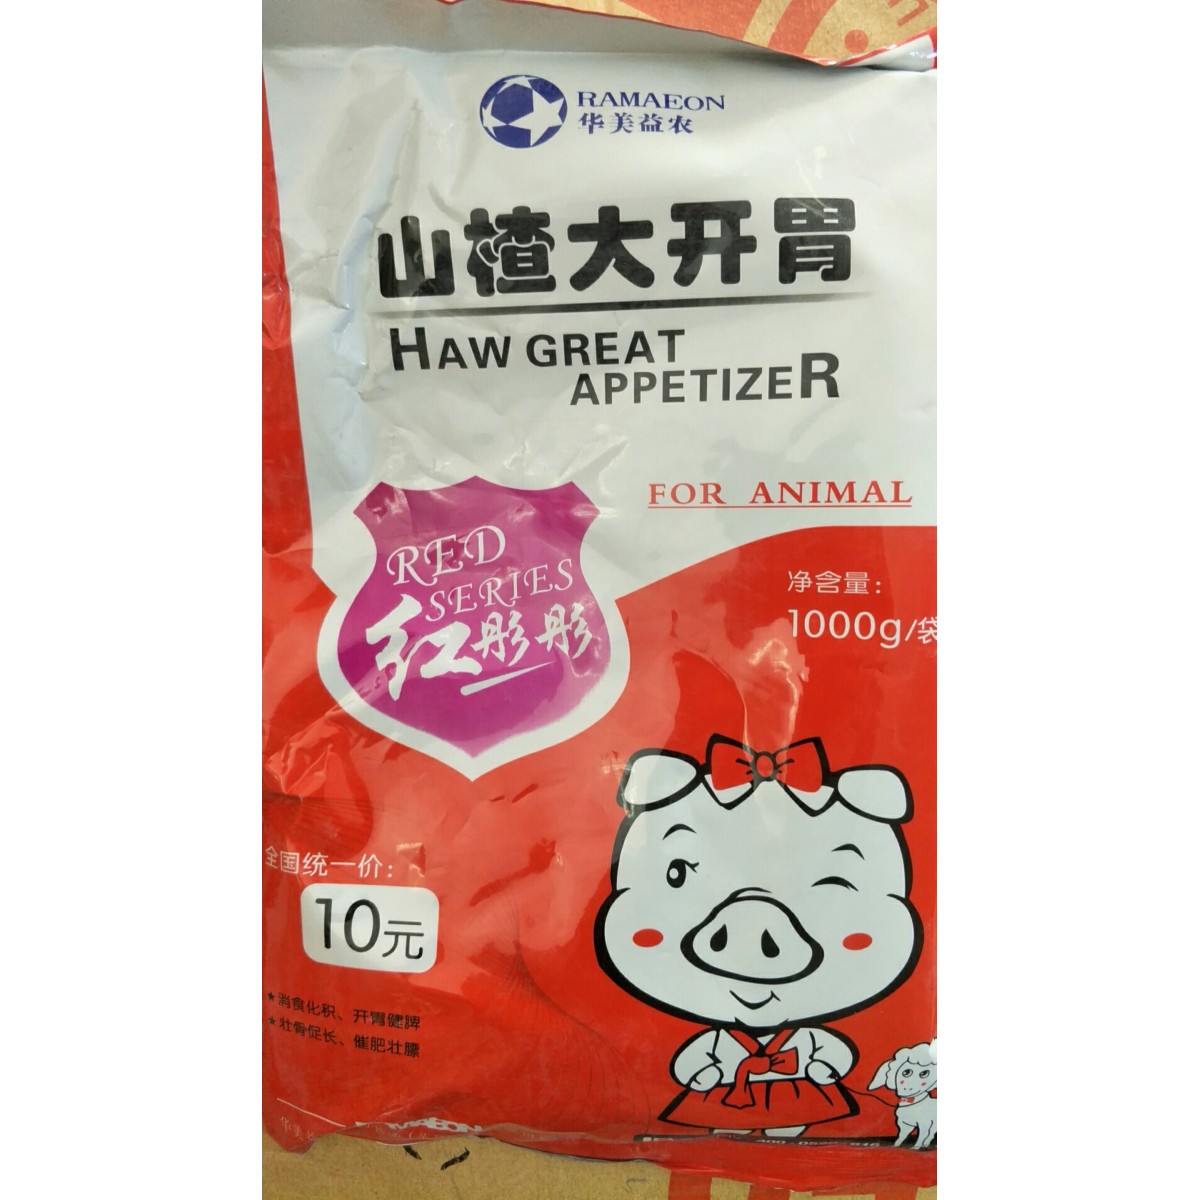 RAMAEON
华美益农
山楂大开胃
HAW GREAT
APPETIZER
FOR ANIMAL
RED
SERIES
红彤彤
净含量：
1000g/袋
全国统一价：
10元
★消食化积、开胃健脾
★壮骨促长、催肥壮膘
华美